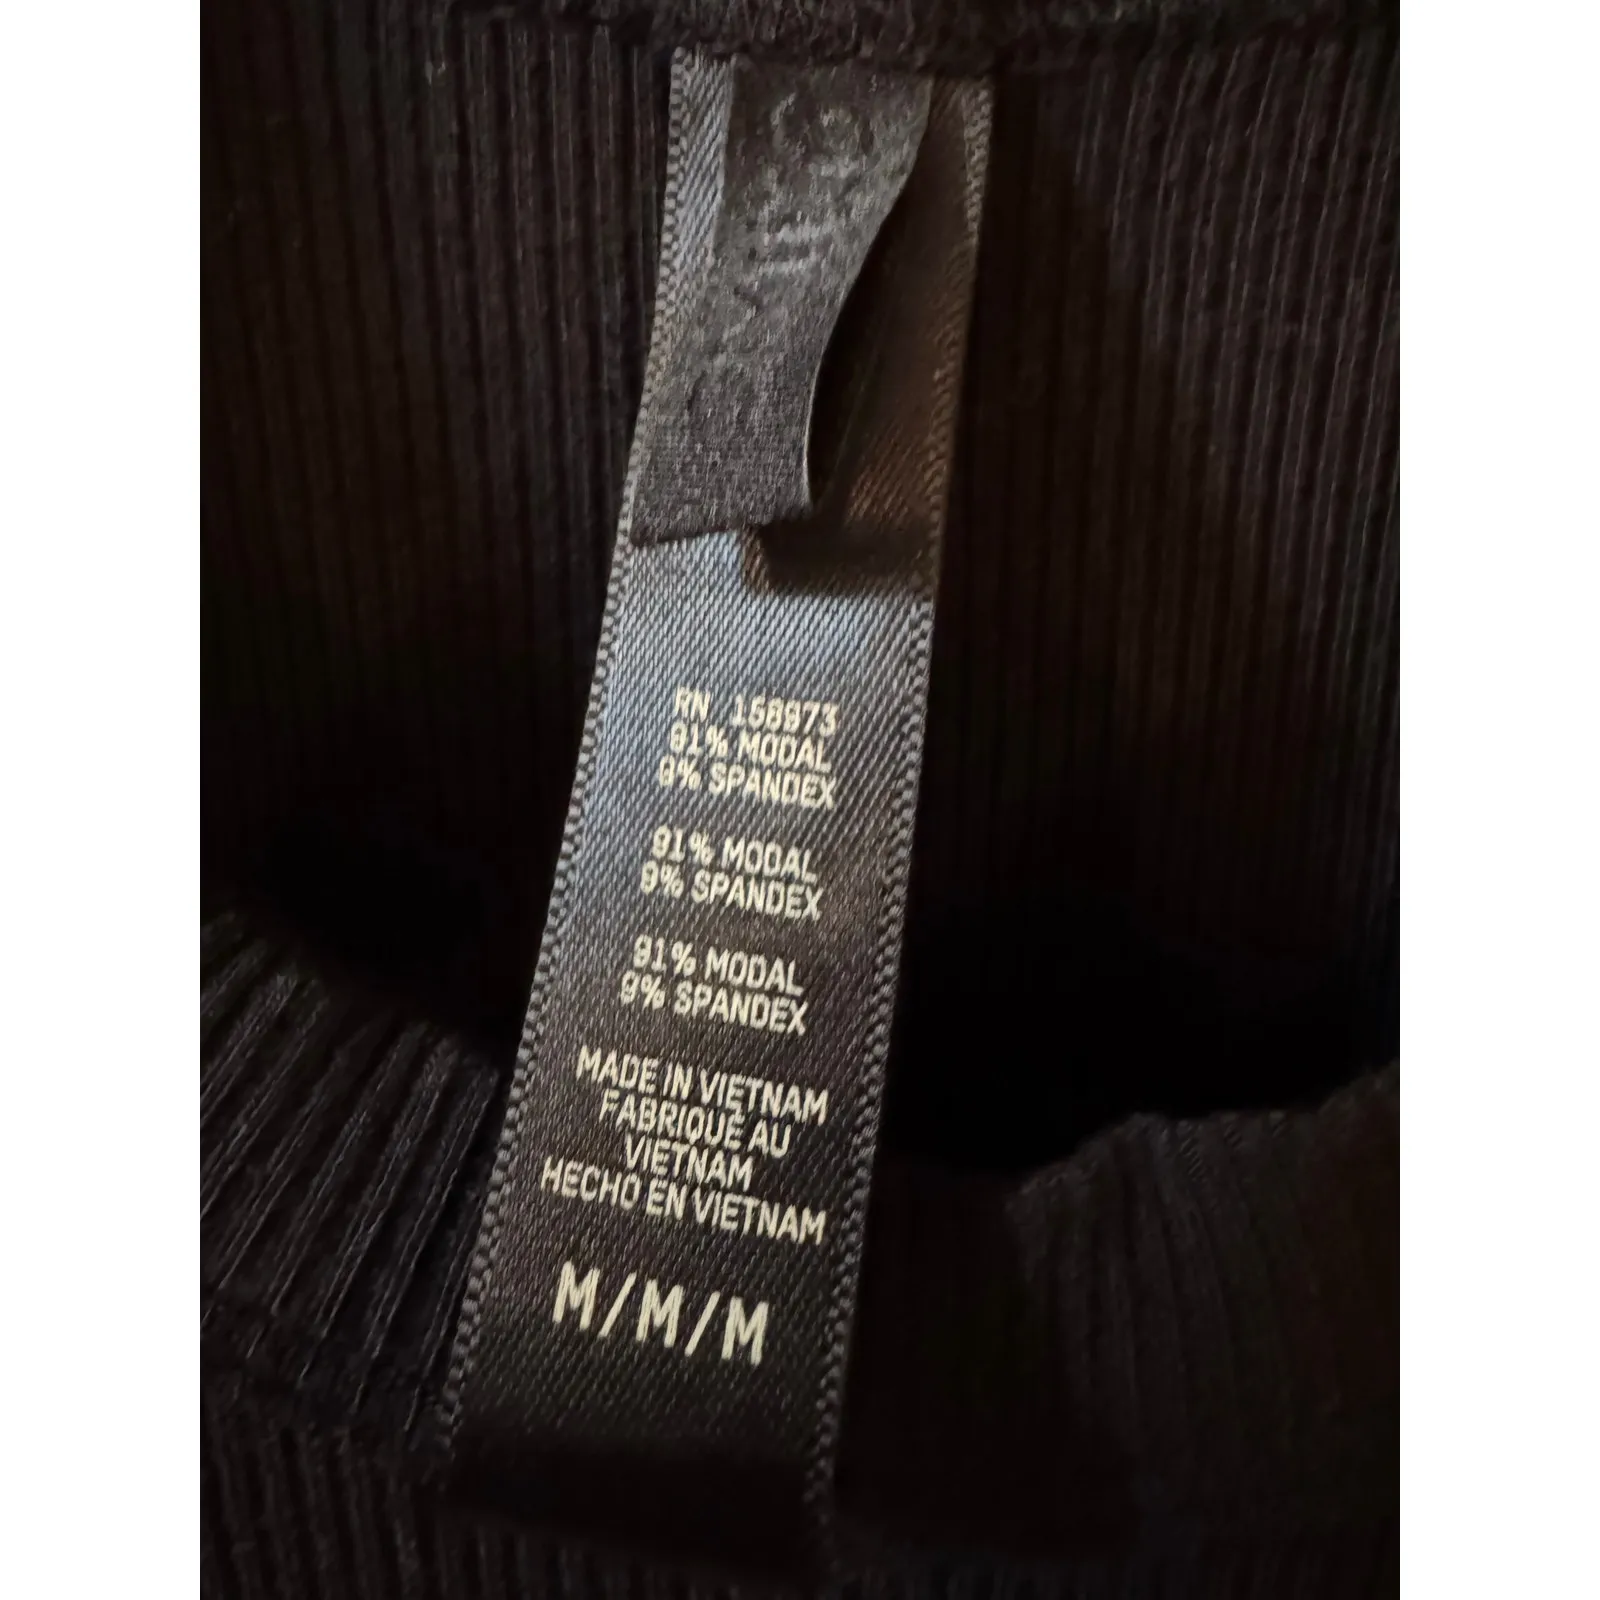 RN 158973
91% MODAL
9% SPANDEX
91% MODAL
9% SPANDEX
91% MODAL
9% SPANDEX
MADE IN VIETNAM
FABRIQUÉ AU
VIETNAM
HECHO EN VIETNAM
M/M/M